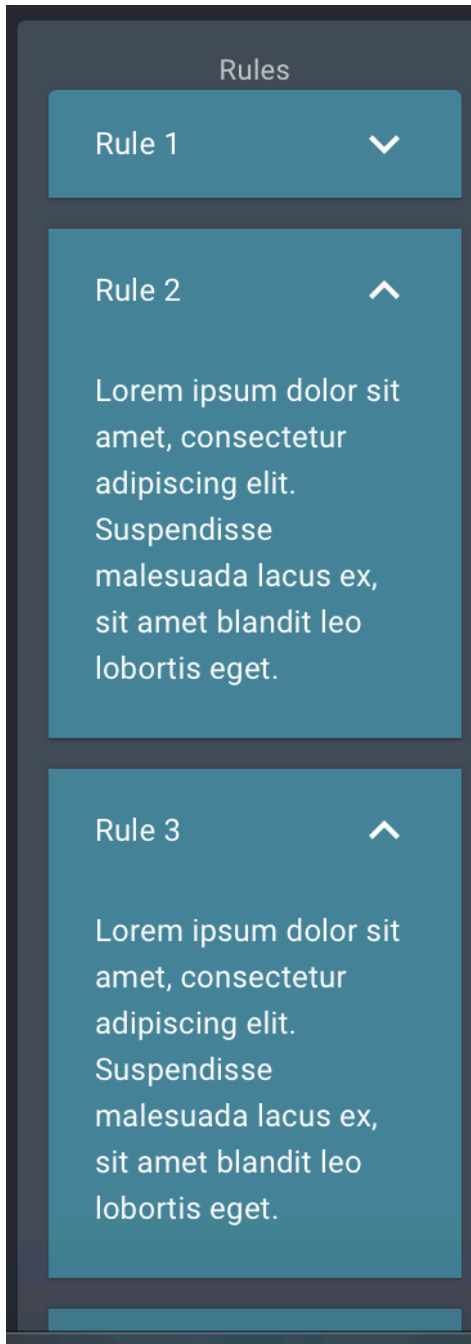 Rules
Rule 1
Rule 2
Lorem ipsum dolor sit
amet, consectetur
adipiscing elit.
Suspendisse
malesuada lacus ex,
sit amet blandit leo
lobortis eget.
Rule 3
Lorem ipsum dolor sit
amet, consectetur
adipiscing elit.
Suspendisse
malesuada lacus ex,
sit amet blandit leo
lobortis eget.